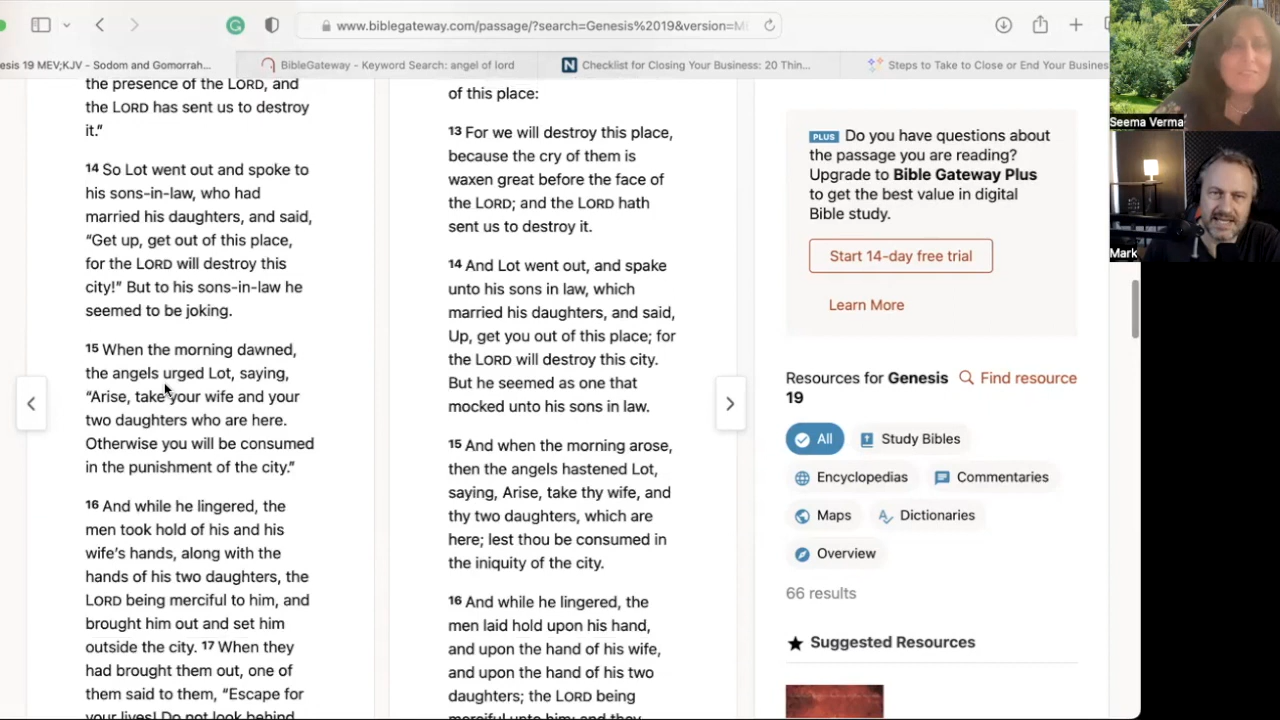 www.biblegateway.com/passage/?search=Genesis%2019&version=M
esis 19 MEV;KJV - Sodom and Gomorrah...
BibleGateway - Keyword Search: angel of lord
Checklist for Closing Your Business: 20 Thin...
Steps to Take to Close or End Your Business
the presence of the LORD, and
the LORD has sent us to destroy
it."
14 So Lot went out and spoke to
his sons-in-law, who had
married his daughters, and said,
“Get up, get out of this place,
for the LORD will destroy this
city!” But to his sons-in-law he
seemed to be joking.
15 When the morning dawned,
the angels urged Lot, saying,
“Arise, take your wife and your
two daughters who are here.
Otherwise you will be consumed
in the punishment of the city.”
16 And while he lingered, the
men took hold of his and his
wife’s hands, along with the
hands of his two daughters, the
LORD being merciful to him, and
brought him out and set him
outside the city. 17 When they
had brought them out, one of
them said to them, “Escape for
your lives! Do not look behind
of this place:
13 For we will destroy this place,
because the cry of them is
waxen great before the face of
the LORD; and the LORD hath
sent us to destroy it.
14 And Lot went out, and spake
unto his sons in law, which
married his daughters, and said,
Up, get you out of this place; for
the LORD will destroy this city.
But he seemed as one that
mocked unto his sons in law.
15 And when the morning arose,
then the angels hastened Lot,
saying, Arise, take thy wife, and
thy two daughters, which are
here; lest thou be consumed in
the iniquity of the city.
16 And while he lingered, the
men laid hold upon his hand,
and upon the hand of his wife,
and upon the hand of his two
daughters; the LORD being
merciful unto him: and they
PLUS Do you have questions about
the passage you are reading?
Upgrade to Bible Gateway Plus
to get the best value in digital
Bible study.
Start 14-day free trial
Learn More
Resources for Genesis
19
Find resource
All
Study Bibles
Encyclopedias
Commentaries
Maps
Dictionaries
Overview
66 results
Suggested Resources
Seema Verma
Mark